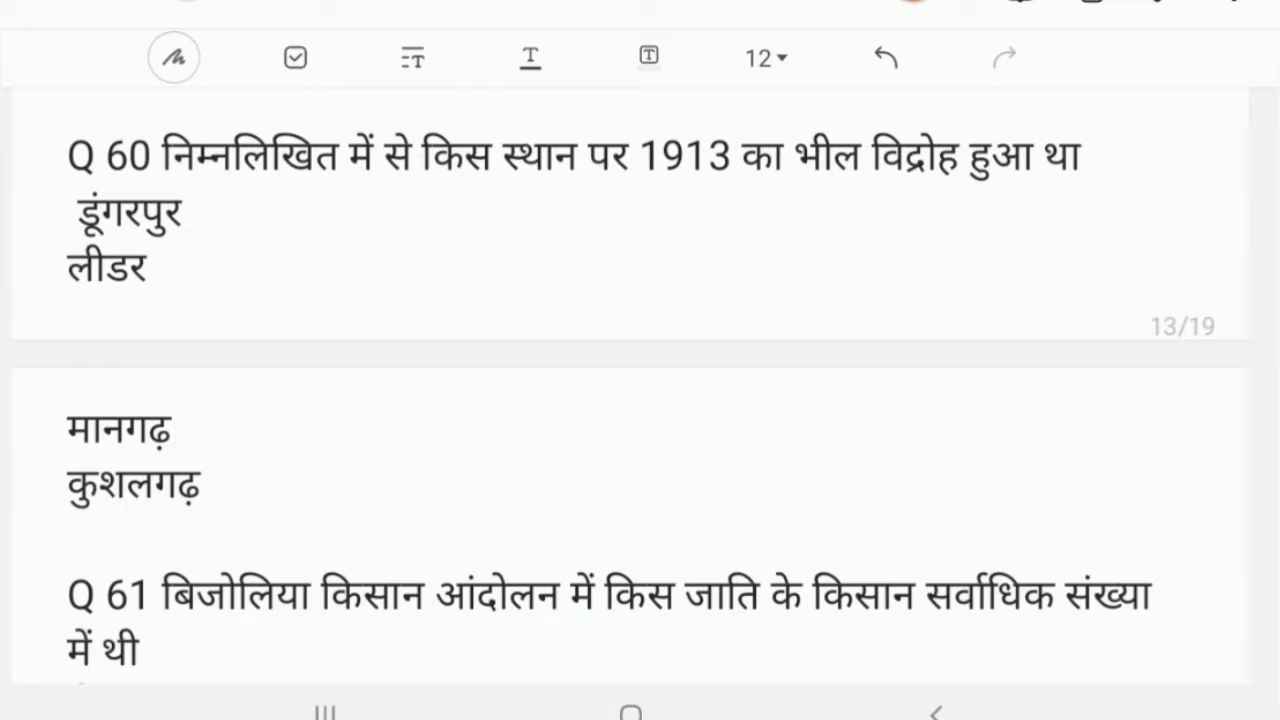 12
Q 60 निम्नलिखित में से किस स्थान पर 1913 का भील विद्रोह हुआ था
डूंगरपुर
लीडर
13/19
मानगढ़
कुशलगढ़
Q 61 बिजोलिया किसान आंदोलन में किस जाति के किसान सर्वाधिक संख्या
में थी